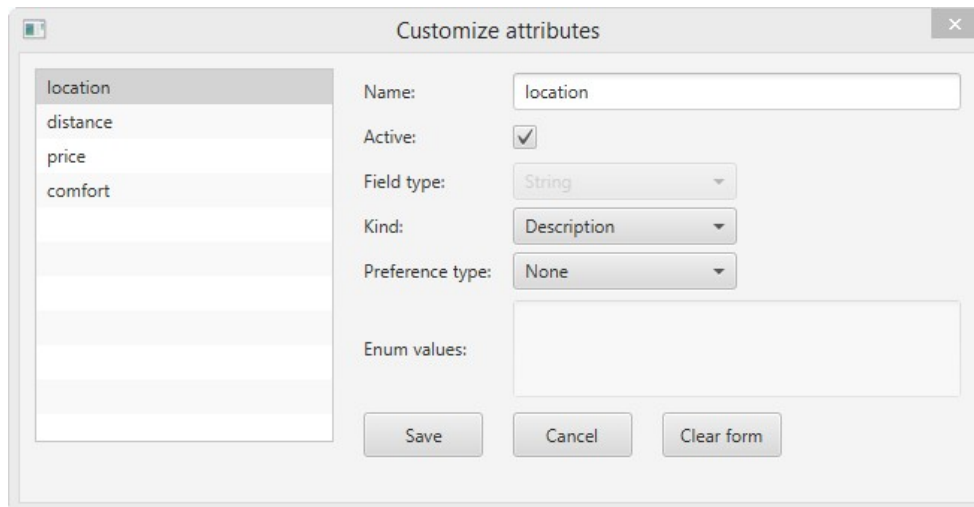 Customize attributes
location
distance
price
comfort
Name: location
Active:
Field type: String
Kind: Description
Preference type: None
Enum values:
Save Cancel Clear form